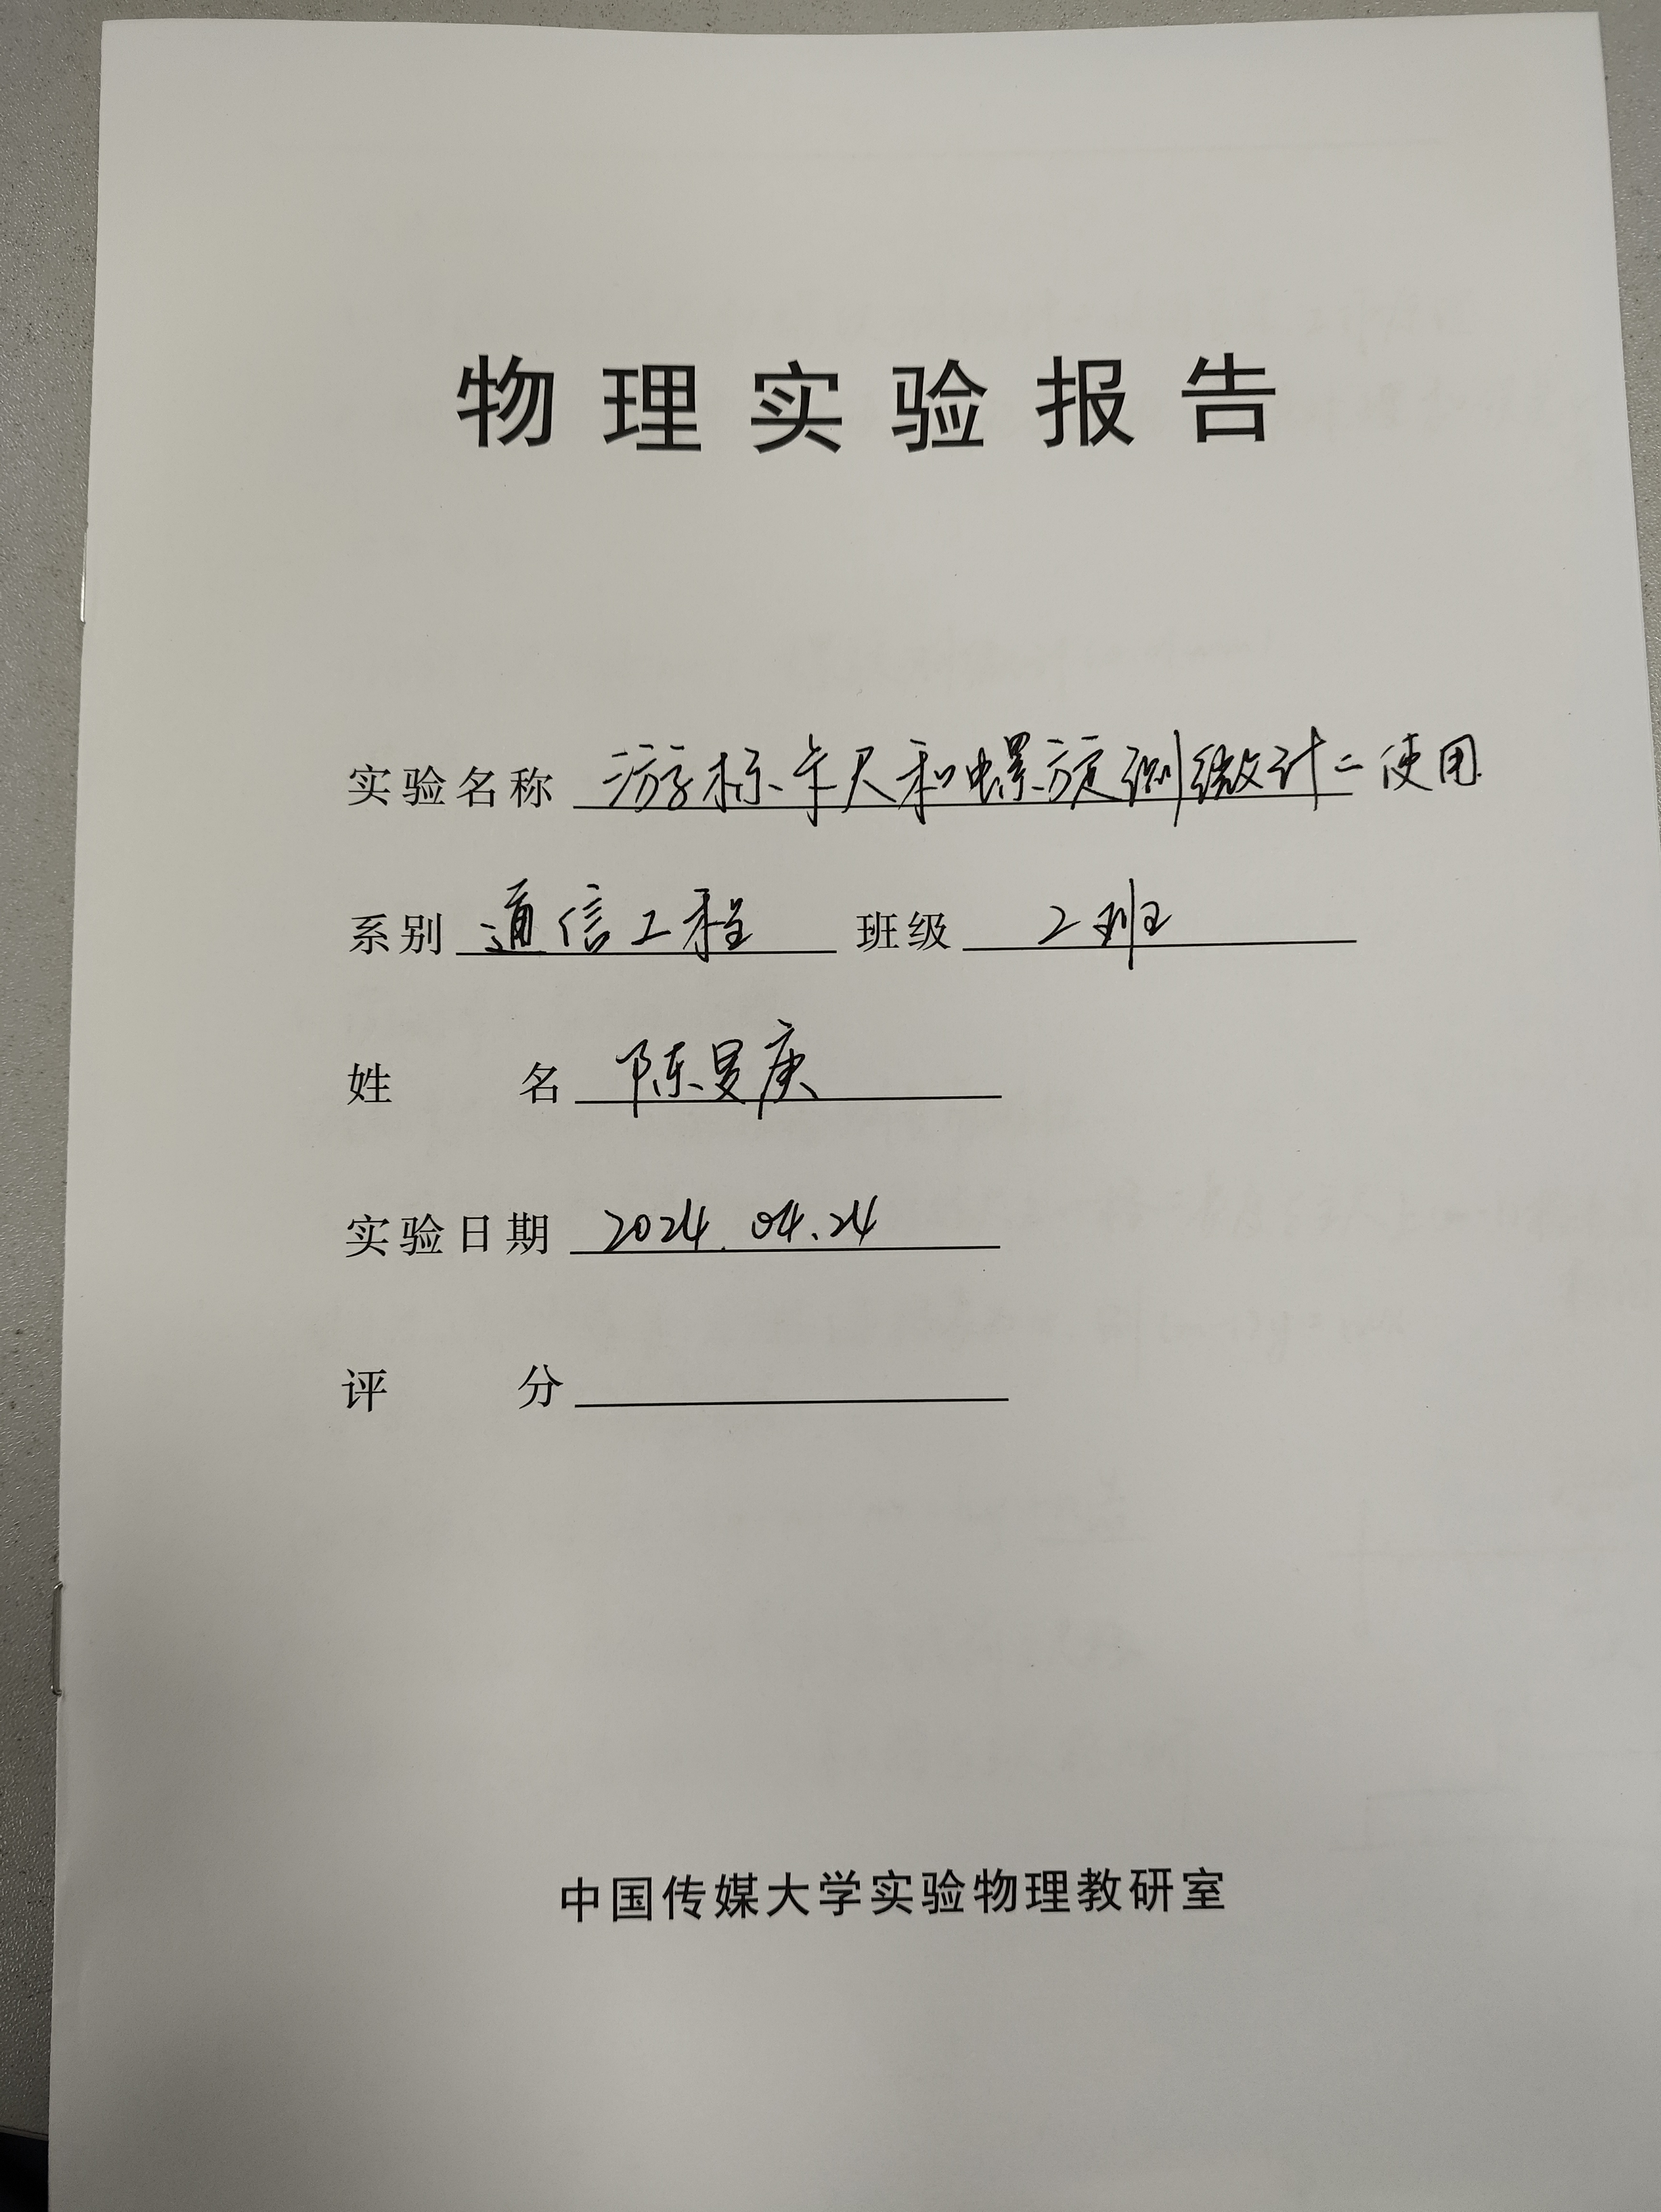 物理实验报告
实验名称 游标卡尺和螺旋测微计二使用
系别 通信工程 班级 2班
姓 名 陈旻庚
实验日期 2024.04.24
评 分
中国传媒大学实验物理教研室